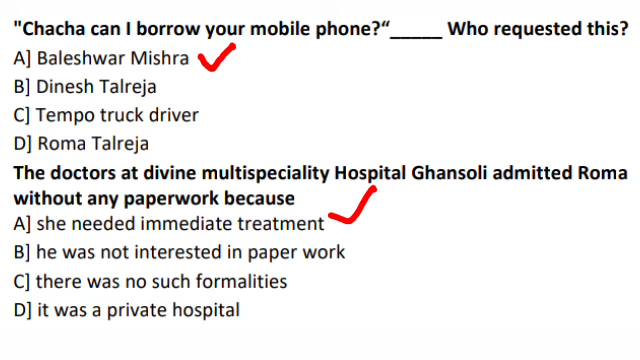 "Chacha can I borrow your mobile phone?“_____ Who requested this?
A] Baleshwar Mishra
B] Dinesh Talreja
C] Tempo truck driver
D] Roma Talreja
The doctors at divine multispeciality Hospital Ghansoli admitted Roma
without any paperwork because
A] she needed immediate treatment
B] he was not interested in paper work
C] there was no such formalities
D] it was a private hospital